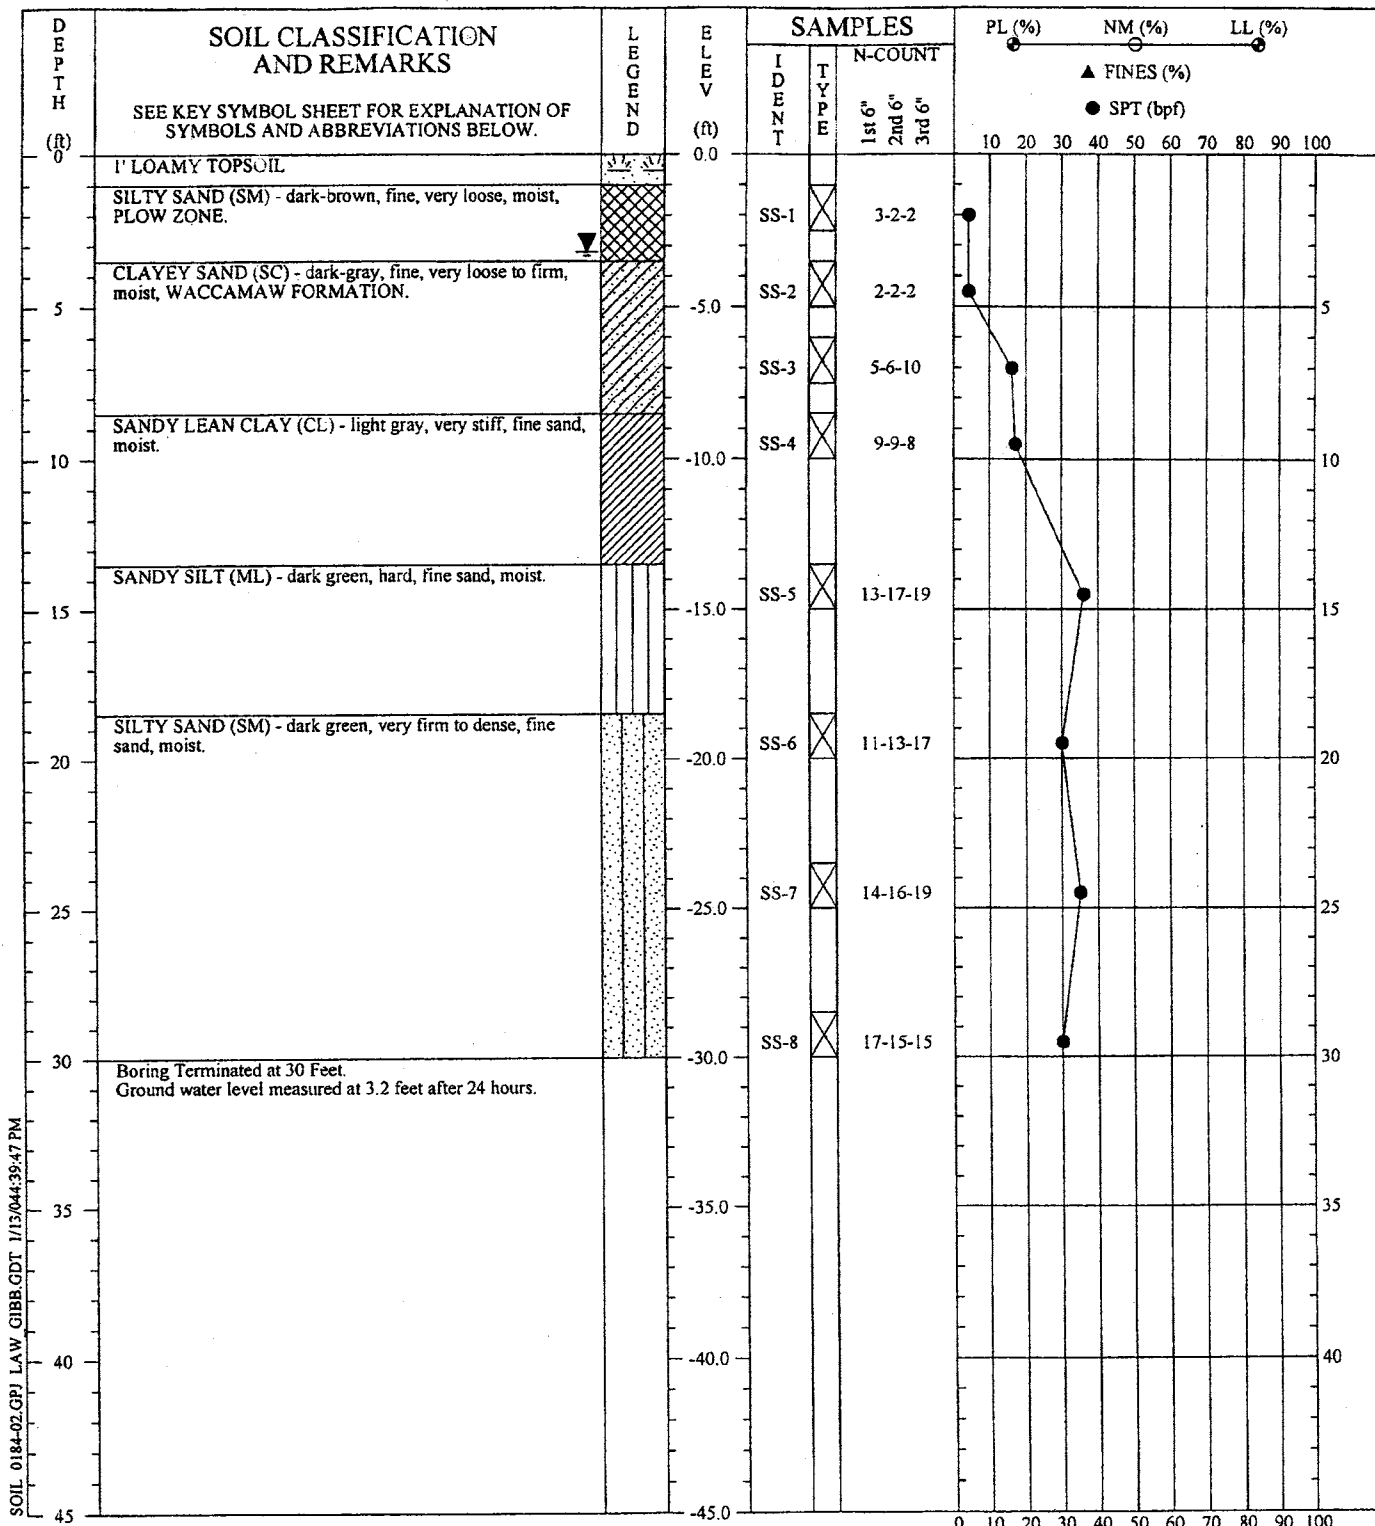 DEPTH (ft)
SOIL CLASSIFICATION
AND REMARKS
SEE KEY SYMBOL SHEET FOR EXPLANATION OF
SYMBOLS AND ABBREVIATIONS BELOW.
LEGEND
ELEV (ft)
SAMPLES
IDENT
TYPE
N-COUNT
1st 6"
2nd 6"
3rd 6"
PL (%) NM (%) LL (%)
▲ FINES (%)
● SPT (bpf)
10 20 30 40 50 60 70 80 90 100
0 0.0
1' LOAMY TOPSOIL
SILTY SAND (SM) - dark-brown, fine, very loose, moist,
PLOW ZONE.
SS-1 3-2-2
CLAYEY SAND (SC) - dark-gray, fine, very loose to firm,
moist, WACCAMAW FORMATION.
SS-2 2-2-2
5 -5.0 5
SS-3 5-6-10
SANDY LEAN CLAY (CL) - light gray, very stiff, fine sand,
moist.
SS-4 9-9-8
10 -10.0 10
SANDY SILT (ML) - dark green, hard, fine sand, moist.
SS-5 13-17-19
15 -15.0 15
SILTY SAND (SM) - dark green, very firm to dense, fine
sand, moist.
SS-6 11-13-17
20 -20.0 20
SS-7 14-16-19
25 -25.0 25
SS-8 17-15-15
30 -30.0 30
Boring Terminated at 30 Feet.
Ground water level measured at 3.2 feet after 24 hours.
35 -35.0 35
40 -40.0 40
45 -45.0
0 10 20 30 40 50 60 70 80 90 100
SOIL 0184-02.GPJ LAW_GIBB.GDT 1/13/044:39:47 PM